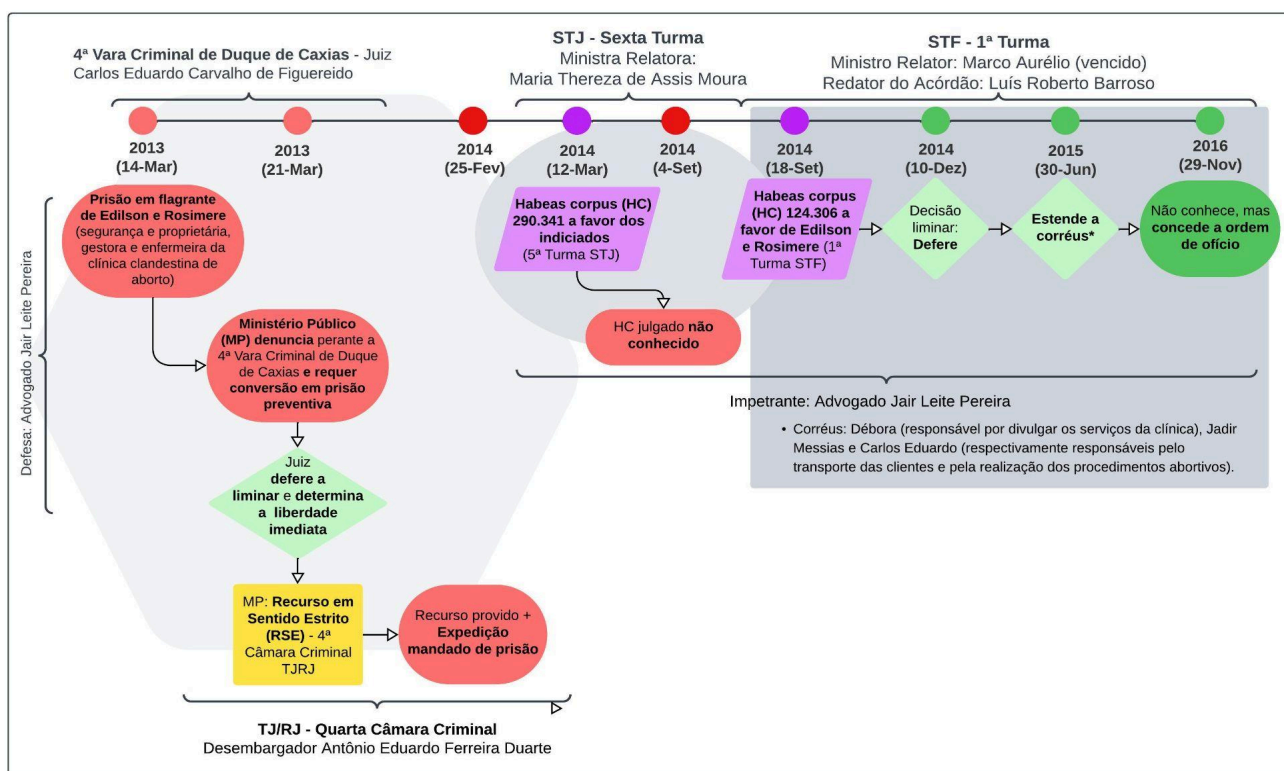 4ª Vara Criminal de Duque de Caxias - Juiz
Carlos Eduardo Carvalho de Figuereido
STJ - Sexta Turma
Ministra Relatora:
Maria Thereza de Assis Moura
STF - 1ª Turma
Ministro Relator: Marco Aurélio (vencido)
Redator do Acórdão: Luís Roberto Barroso
2013
(14-Mar)
2013
(21-Mar)
2014
(25-Fev)
2014
(12-Mar)
2014
(4-Set)
2014
(18-Set)
2014
(10-Dez)
2015
(30-Jun)
2016
(29-Nov)
Defesa: Advogado Jair Leite Pereira
Prisão em flagrante
de Edilson e Rosimere
(segurança e proprietária,
gestora e enfermeira da
clínica clandestina de
aborto)
Habeas corpus (HC)
290.341 a favor dos
indiciados
(5ª Turma STJ)
Habeas corpus
(HC) 124.306 a
favor de Edilson
e Rosimere (1ª
Turma STF)
Decisão
liminar:
Defere
Estende a
corréus*
Não conhece, mas
concede a ordem
de ofício
Ministério Público
(MP) denuncia perante a
4ª Vara Criminal de Duque
de Caxias e requer
conversão em prisão
preventiva
HC julgado não
conhecido
Impetrante: Advogado Jair Leite Pereira
• Corréus: Débora (responsável por divulgar os serviços da clínica), Jadir
Messias e Carlos Eduardo (respectivamente responsáveis pelo
transporte das clientes e pela realização dos procedimentos abortivos).
Juiz
defere a
liminar e determina
a liberdade
imediata
MP: Recurso em
Sentido Estrito
(RSE) - 4ª
Câmara Criminal
TJRJ
Recurso provido +
Expedição
mandado de prisão
TJ/RJ - Quarta Câmara Criminal
Desembargador Antônio Eduardo Ferreira Duarte